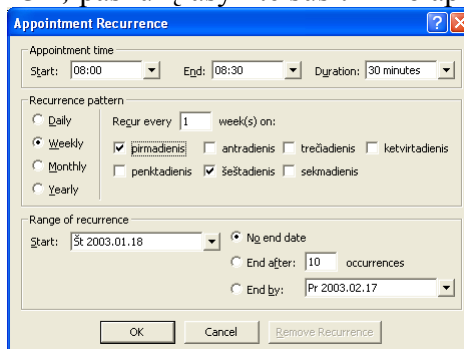 Appointment Recurrence
Appointment time
Start: 08:00 End: 08:30 Duration: 30 minutes
Recurrence pattern
Daily Recur every 1 week(s) on:
Weekly pirmadienis antradienis trečiadienis ketvirtadienis
Monthly penktadienis šeštadienis sekmadienis
Yearly
Range of recurrence
Start: Št 2003.01.18 No end date
End after: 10 occurrences
End by: Pr 2003.02.17
OK Cancel Remove Recurrence